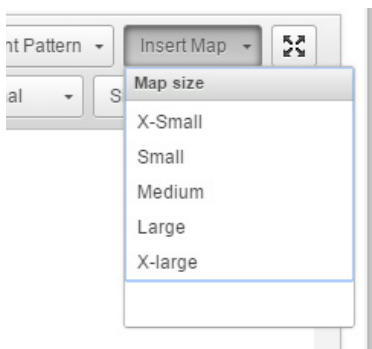 nt Pattern Insert Map
al S
Map size
X-Small
Small
Medium
Large
X-large